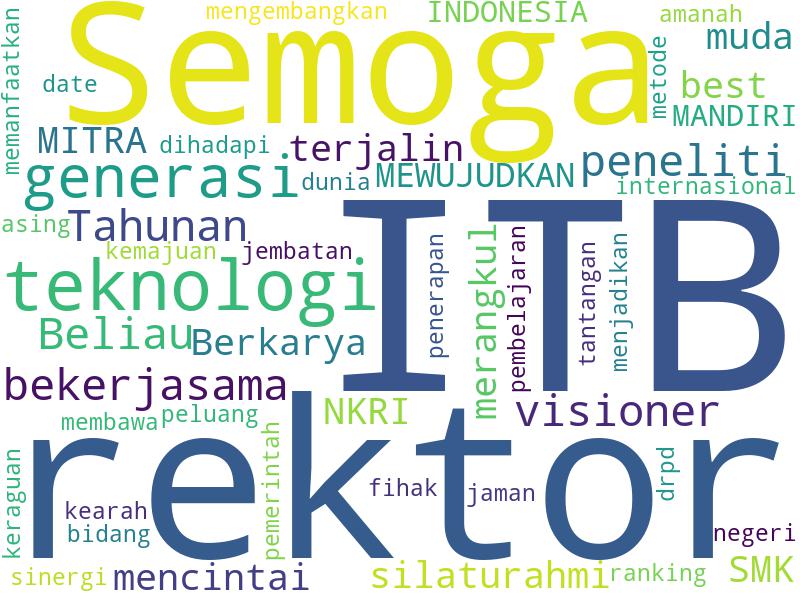 mengembangkan
INDONESIA
amanah
memanfaatkan
Semoga
metode
muda
date
best
MANDIRI
MITRA
dihadapi
terjalin
peneliti
generasi
dunia
MEWUJUDKAN
internasional
asing
Tahunan
ITB
kemajuan
jembatan
penerapan
merangkul
pembelajaran
tantangan
menjadikan
teknologi
Beliau
Berkarya
bekerjasama
NKRI
visioner
membawa
peluang
rektor
keraguan
pemerintah
kearah
bidang
fihak
jaman
drpd
negeri
sinergi
mencintai
silaturahmi
ranking
SMK